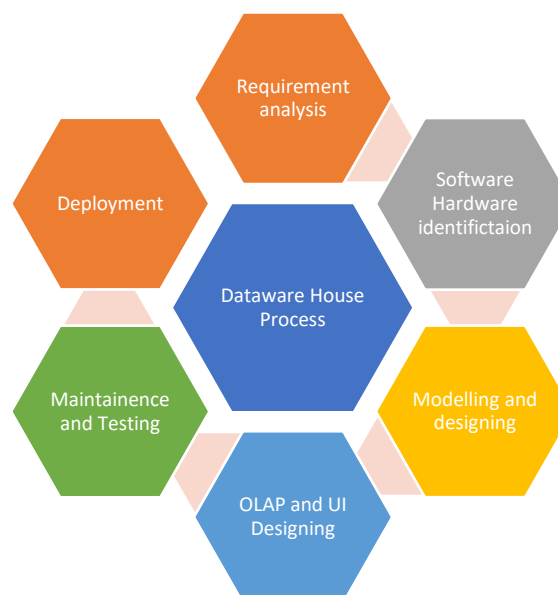 Requirement
analysis
Software
Hardware
identifictaion
Modelling and
designing
OLAP and UI
Designing
Maintainence
and Testing
Deployment
Dataware House
Process